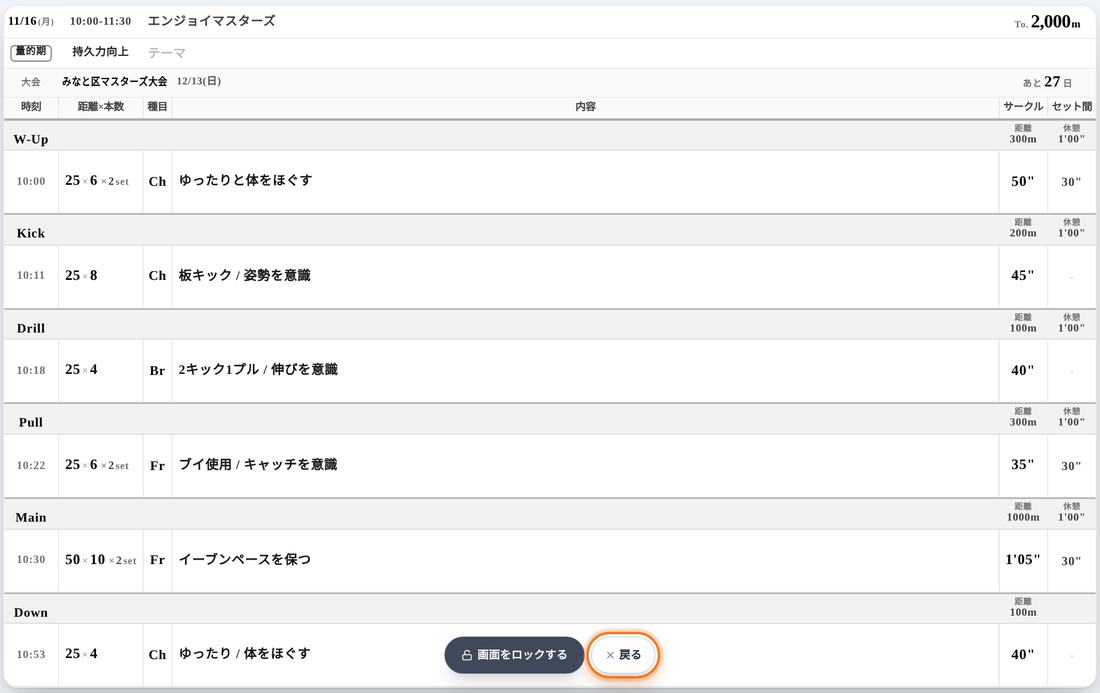 11/16(月) 10:00-11:30 エンジョイマスターズ To. 2,000m
量的期 持久力向上 テーマ
大会 みなと区マスターズ大会 12/13(日) あと 27 日
時刻 距離×本数 種目 内容 サークル セット間
W-Up 距離 300m 休憩 1'00"
10:00 25×6 ×2set Ch ゆったりと体をほぐす 50" 30"
Kick 距離 200m 休憩 1'00"
10:11 25×8 Ch 板キック / 姿勢を意識 45" -
Drill 距離 100m 休憩 1'00"
10:18 25×4 Br 2キック1プル / 伸びを意識 40" -
Pull 距離 300m 休憩 1'00"
10:22 25×6 ×2set Fr ブイ使用 / キャッチを意識 35" 30"
Main 距離 1000m 休憩 1'00"
10:30 50×10 ×2set Fr イーブンペースを保つ 1'05" 30"
Down 距離 100m
10:53 25×4 Ch ゆったり / 体をほぐす 40" -
画面をロックする × 戻る